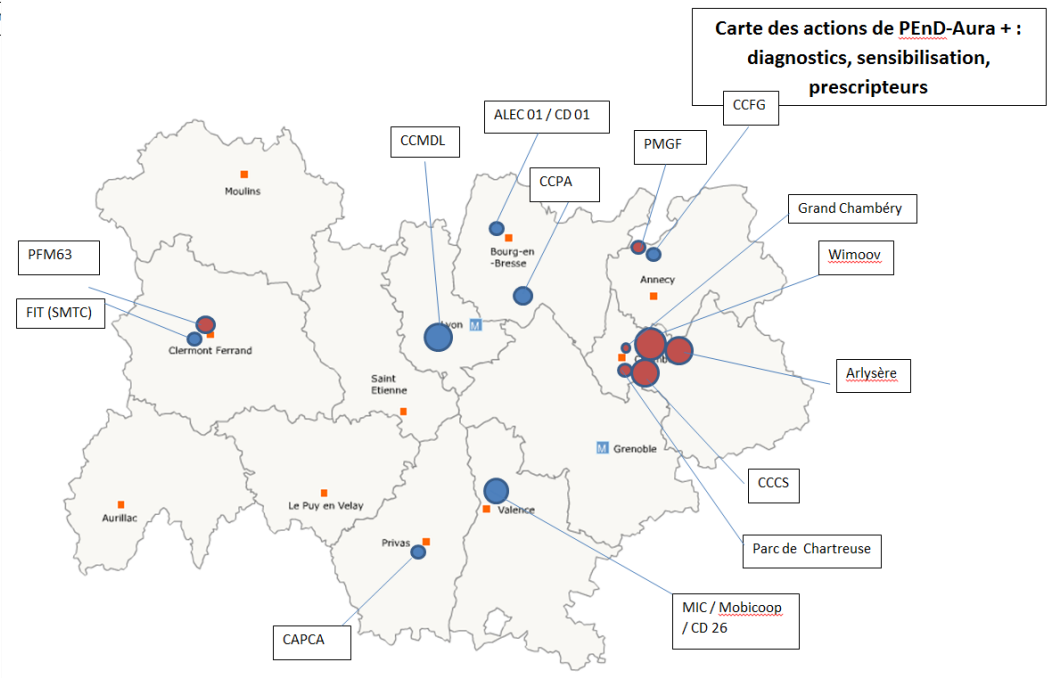 Carte des actions de PEnD-Aura + :
diagnostics, sensibilisation,
prescripteurs
CCFG
ALEC 01 / CD 01
CCMDL
PMGF
CCPA
Moulins
Grand Chambéry
PFM63
Bourg-en
-Bresse
Wimoov
Annecy
FIT (SMTC)
Lyon
M
Clermont Ferrand
Arlysère
Saint
Etienne
M
Grenoble
CCCS
Le Puy en Velay
Valence
Aurillac
Privas
Parc de Chartreuse
MIC / Mobicoop
/ CD 26
CAPCA